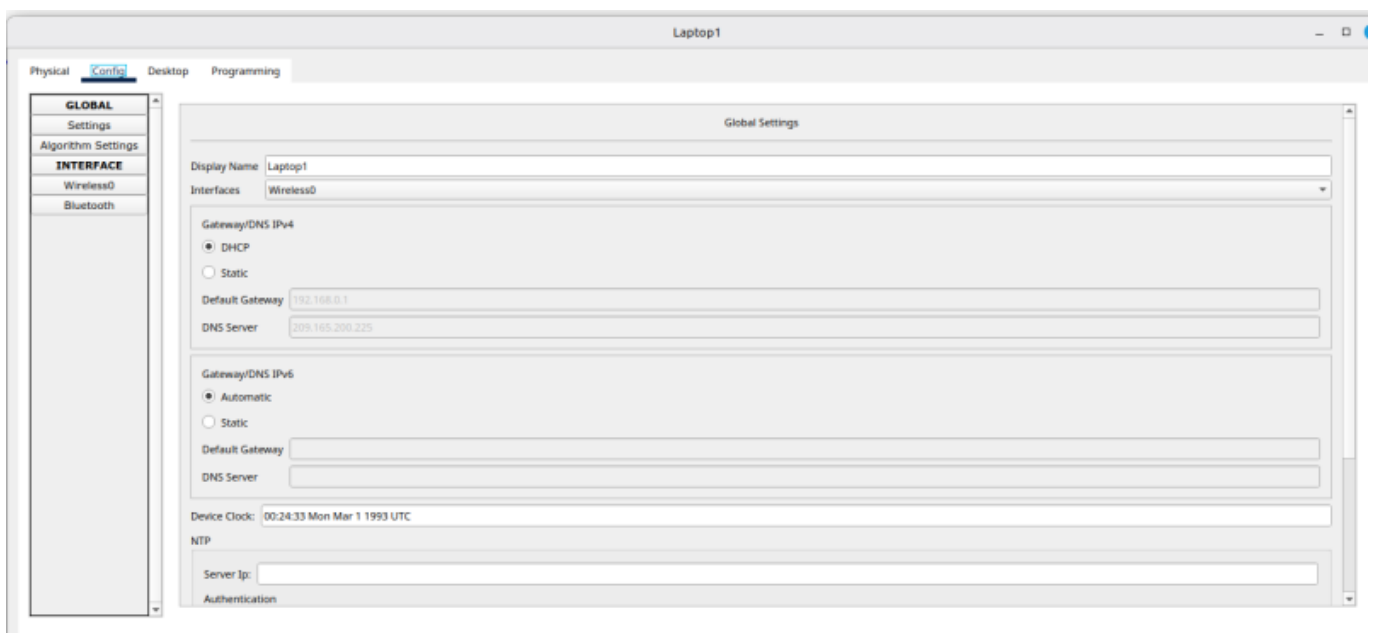 Laptop1
Physical Config Desktop Programming
GLOBAL
Settings
Algorithm Settings
INTERFACE
Wireless0
Bluetooth
Global Settings
Display Name Laptop1
Interfaces Wireless0
Gateway/DNS IPv4
DHCP
Static
Default Gateway 192.168.0.1
DNS Server 209.165.200.225
Gateway/DNS IPv6
Automatic
Static
Default Gateway
DNS Server
Device Clock: 00:24:33 Mon Mar 1 1993 UTC
NTP
Server Ip:
Authentication